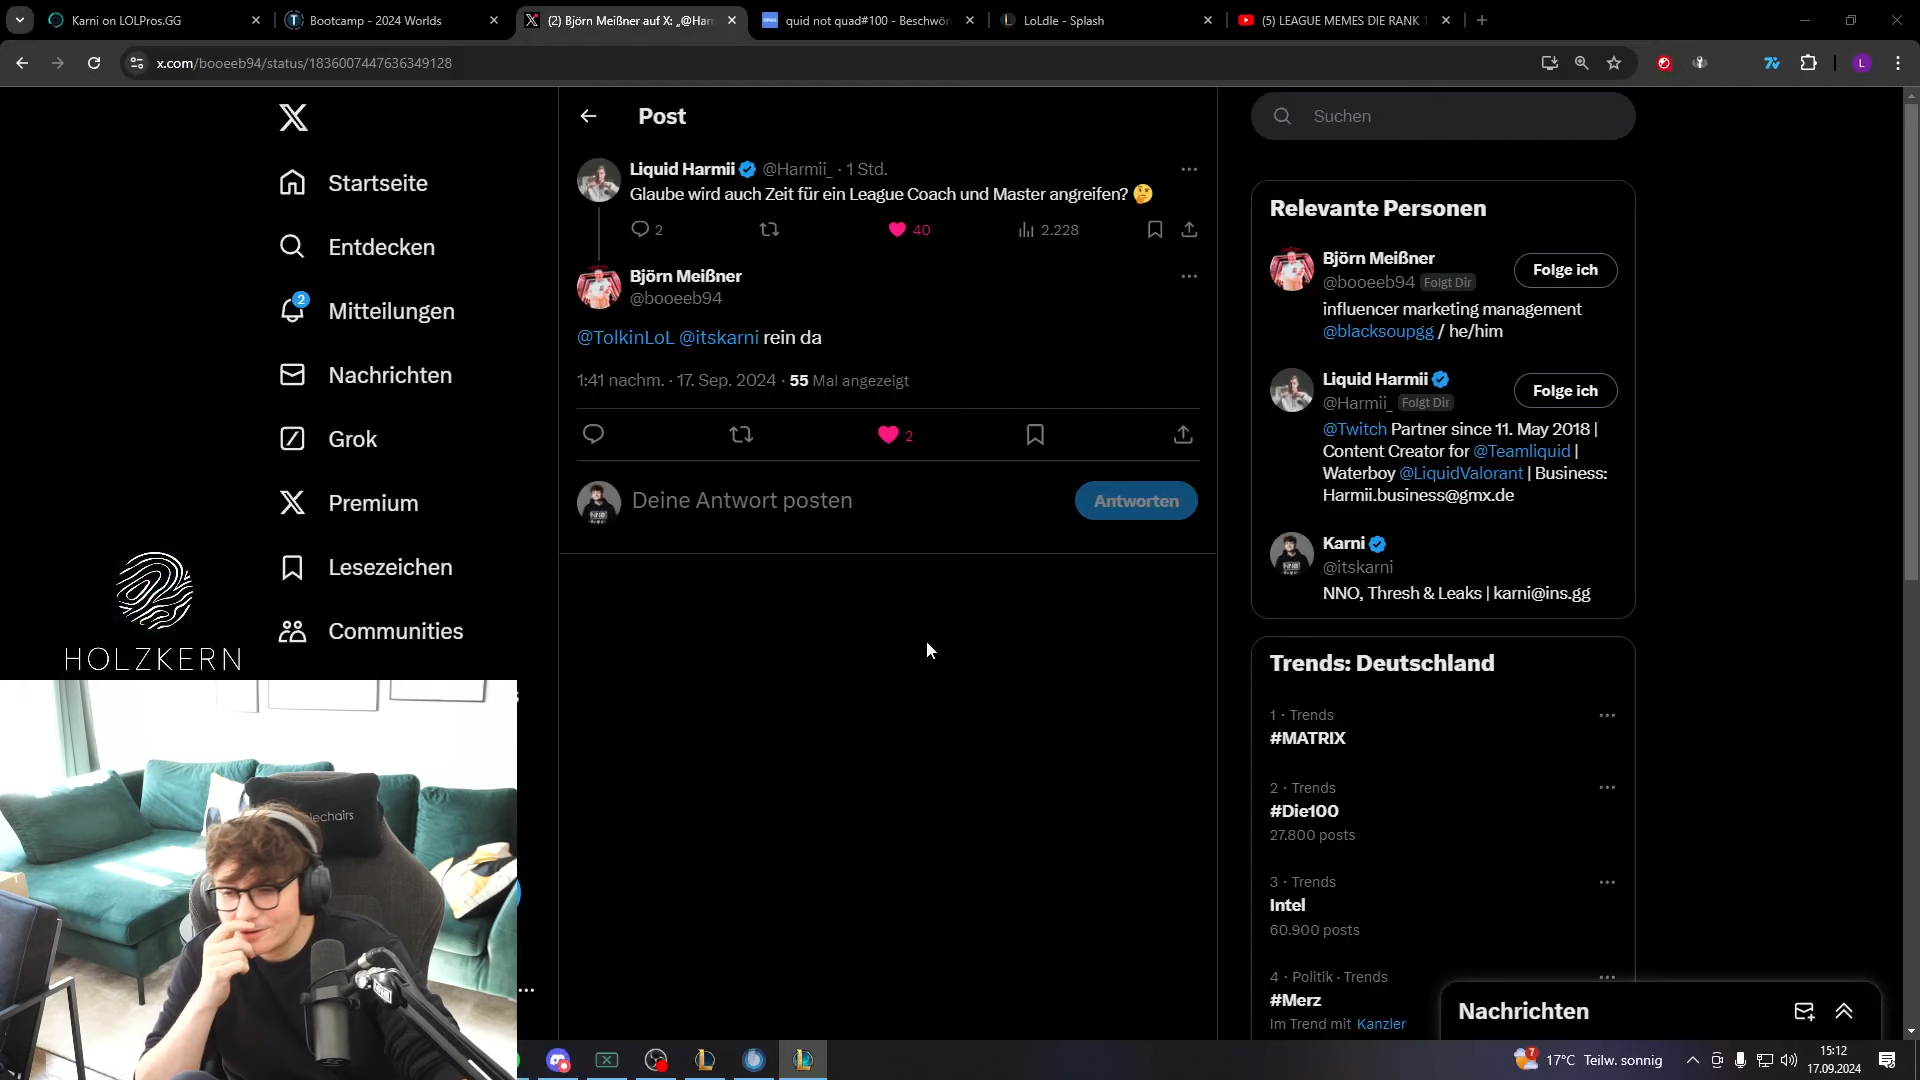 Karni on LOLPros.GG
Bootcamp - 2024 Worlds
(2) Björn Meißner auf X: „@Harm
quid not quad#100 - Beschwör
LoLdle - Splash
(5) LEAGUE MEMES DIE RANK 1
x.com/booeeb94/status/1836007447636349128
L
Startseite
Entdecken
2
Mitteilungen
Nachrichten
Grok
Premium
Lesezeichen
Communities
HOLZKERN
Post
Liquid Harmii @Harmii_ · 1 Std.
Glaube wird auch Zeit für ein League Coach und Master angreifen? 🤔
2
40
2.228
Björn Meißner
@booeeb94
@TolkinLoL @itskarni rein da
1:41 nachm. · 17. Sep. 2024 · 55 Mal angezeigt
2
Deine Antwort posten
Antworten
Suchen
Relevante Personen
Björn Meißner
@booeeb94 Folgt Dir
Folge ich
influencer marketing management
@blacksoupgg / he/him
Liquid Harmii
@Harmii_ Folgt Dir
Folge ich
@Twitch Partner since 11. May 2018 |
Content Creator for @Teamliquid |
Waterboy @LiquidValorant | Business:
Harmii.business@gmx.de
Karni
@itskarni
NNO, Thresh & Leaks | karni@ins.gg
Trends: Deutschland
1 · Trends
#MATRIX
2 · Trends
#Die100
27.800 posts
3 · Trends
Intel
60.900 posts
4 · Politik · Trends
#Merz
Im Trend mit Kanzler
Nachrichten
7
17°C Teilw. sonnig
15:12
17.09.2024